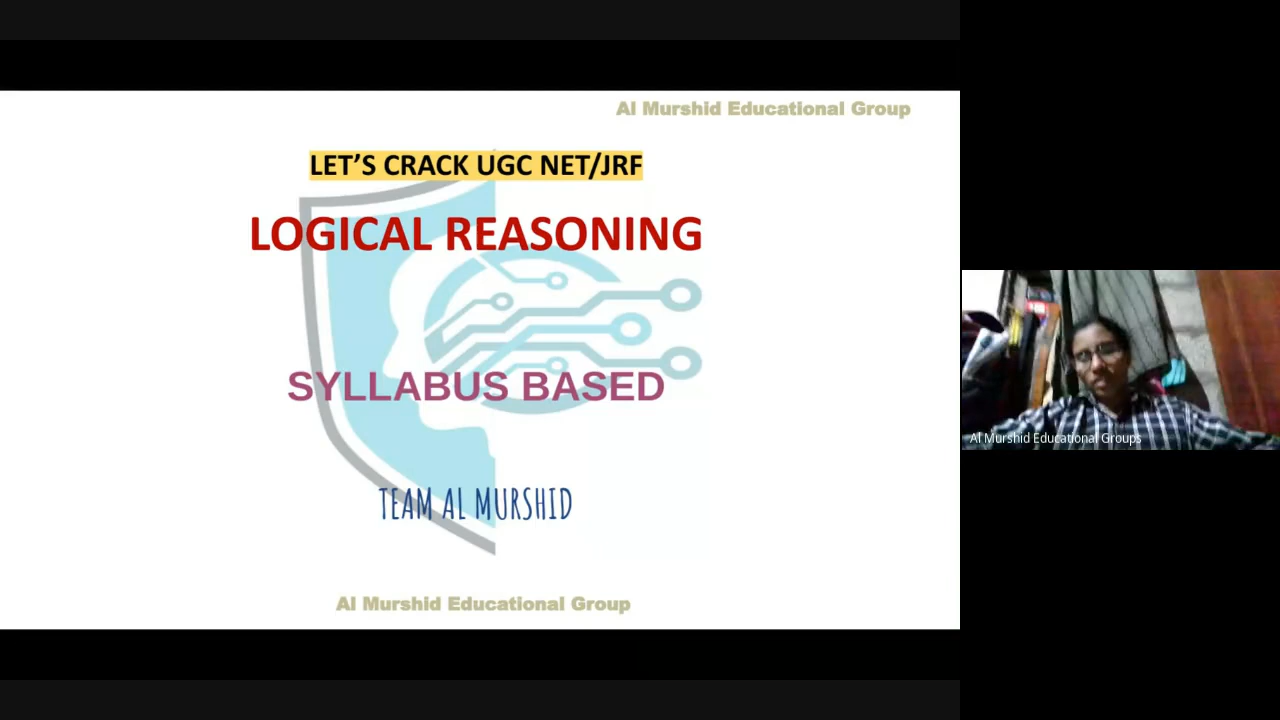 Al Murshid Educational Group
LET’S CRACK UGC NET/JRF
LOGICAL REASONING
SYLLABUS BASED
TEAM AL MURSHID
Al Murshid Educational Group
Al Murshid Educational Groups